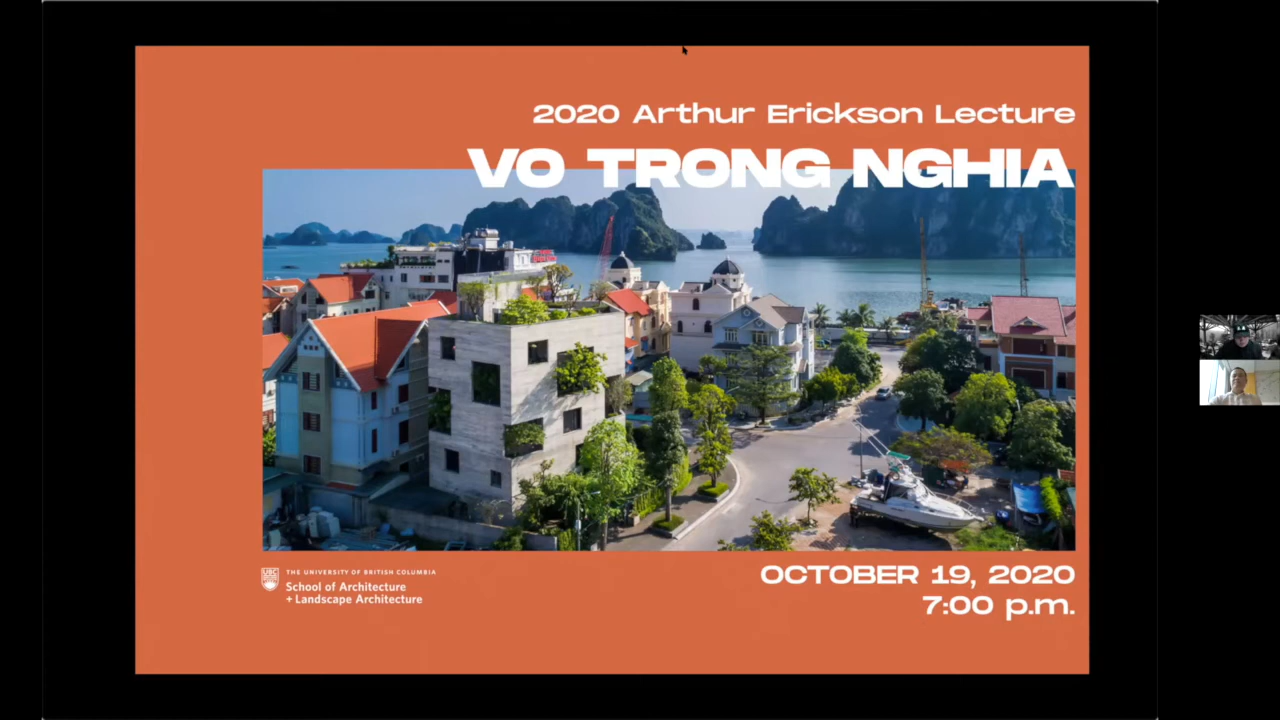 2020 Arthur Erickson Lecture
VO TRONG NGHIA
UBC
THE UNIVERSITY OF BRITISH COLUMBIA
School of Architecture
+ Landscape Architecture
OCTOBER 19, 2020
7:00 p.m.